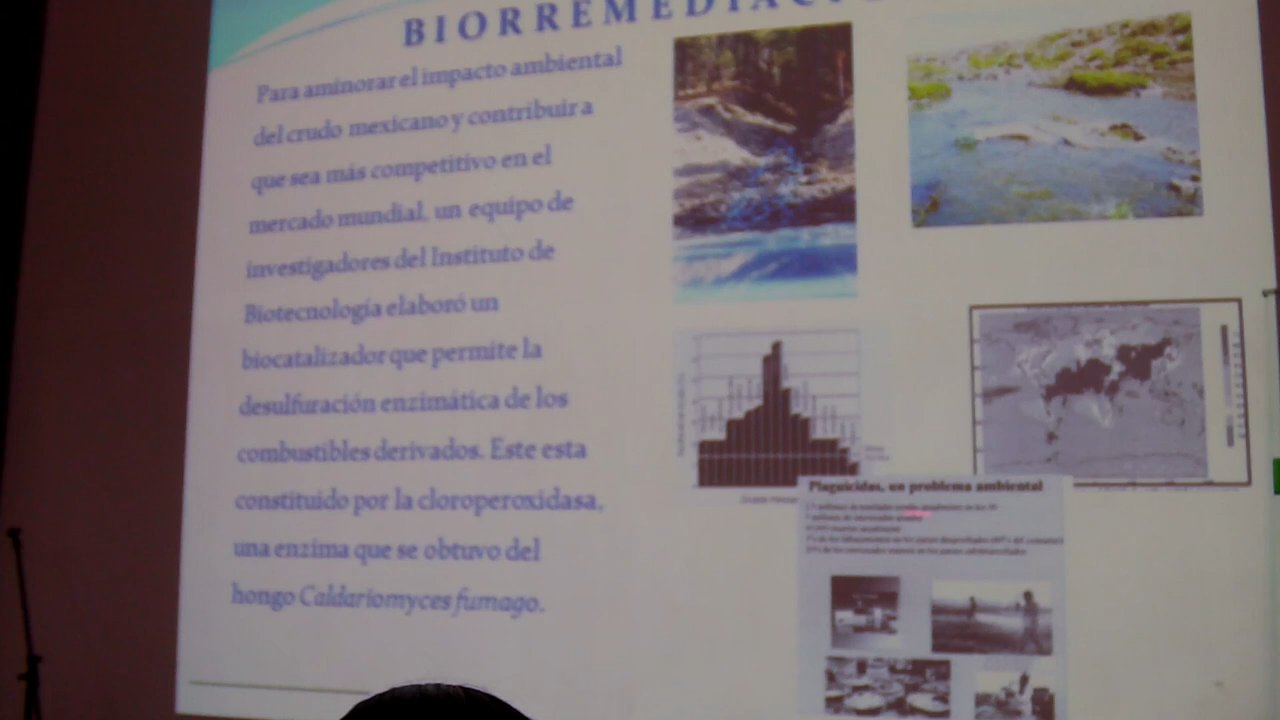 BIORREMEDIAC
Para aminorar el impacto ambiental
del crudo mexicano y contribuir a
que sea más competitivo en el
mercado mundial, un equipo de
investigadores del Instituto de
Biotecnología elaboró un
biocatalizador que permite la
desulfuración enzimática de los
combustibles derivados. Este esta
constituido por la cloroperoxidasa,
una enzima que se obtuvo del
hongo Caldariomyces fumago.
Plaguicidas, un problema ambiental